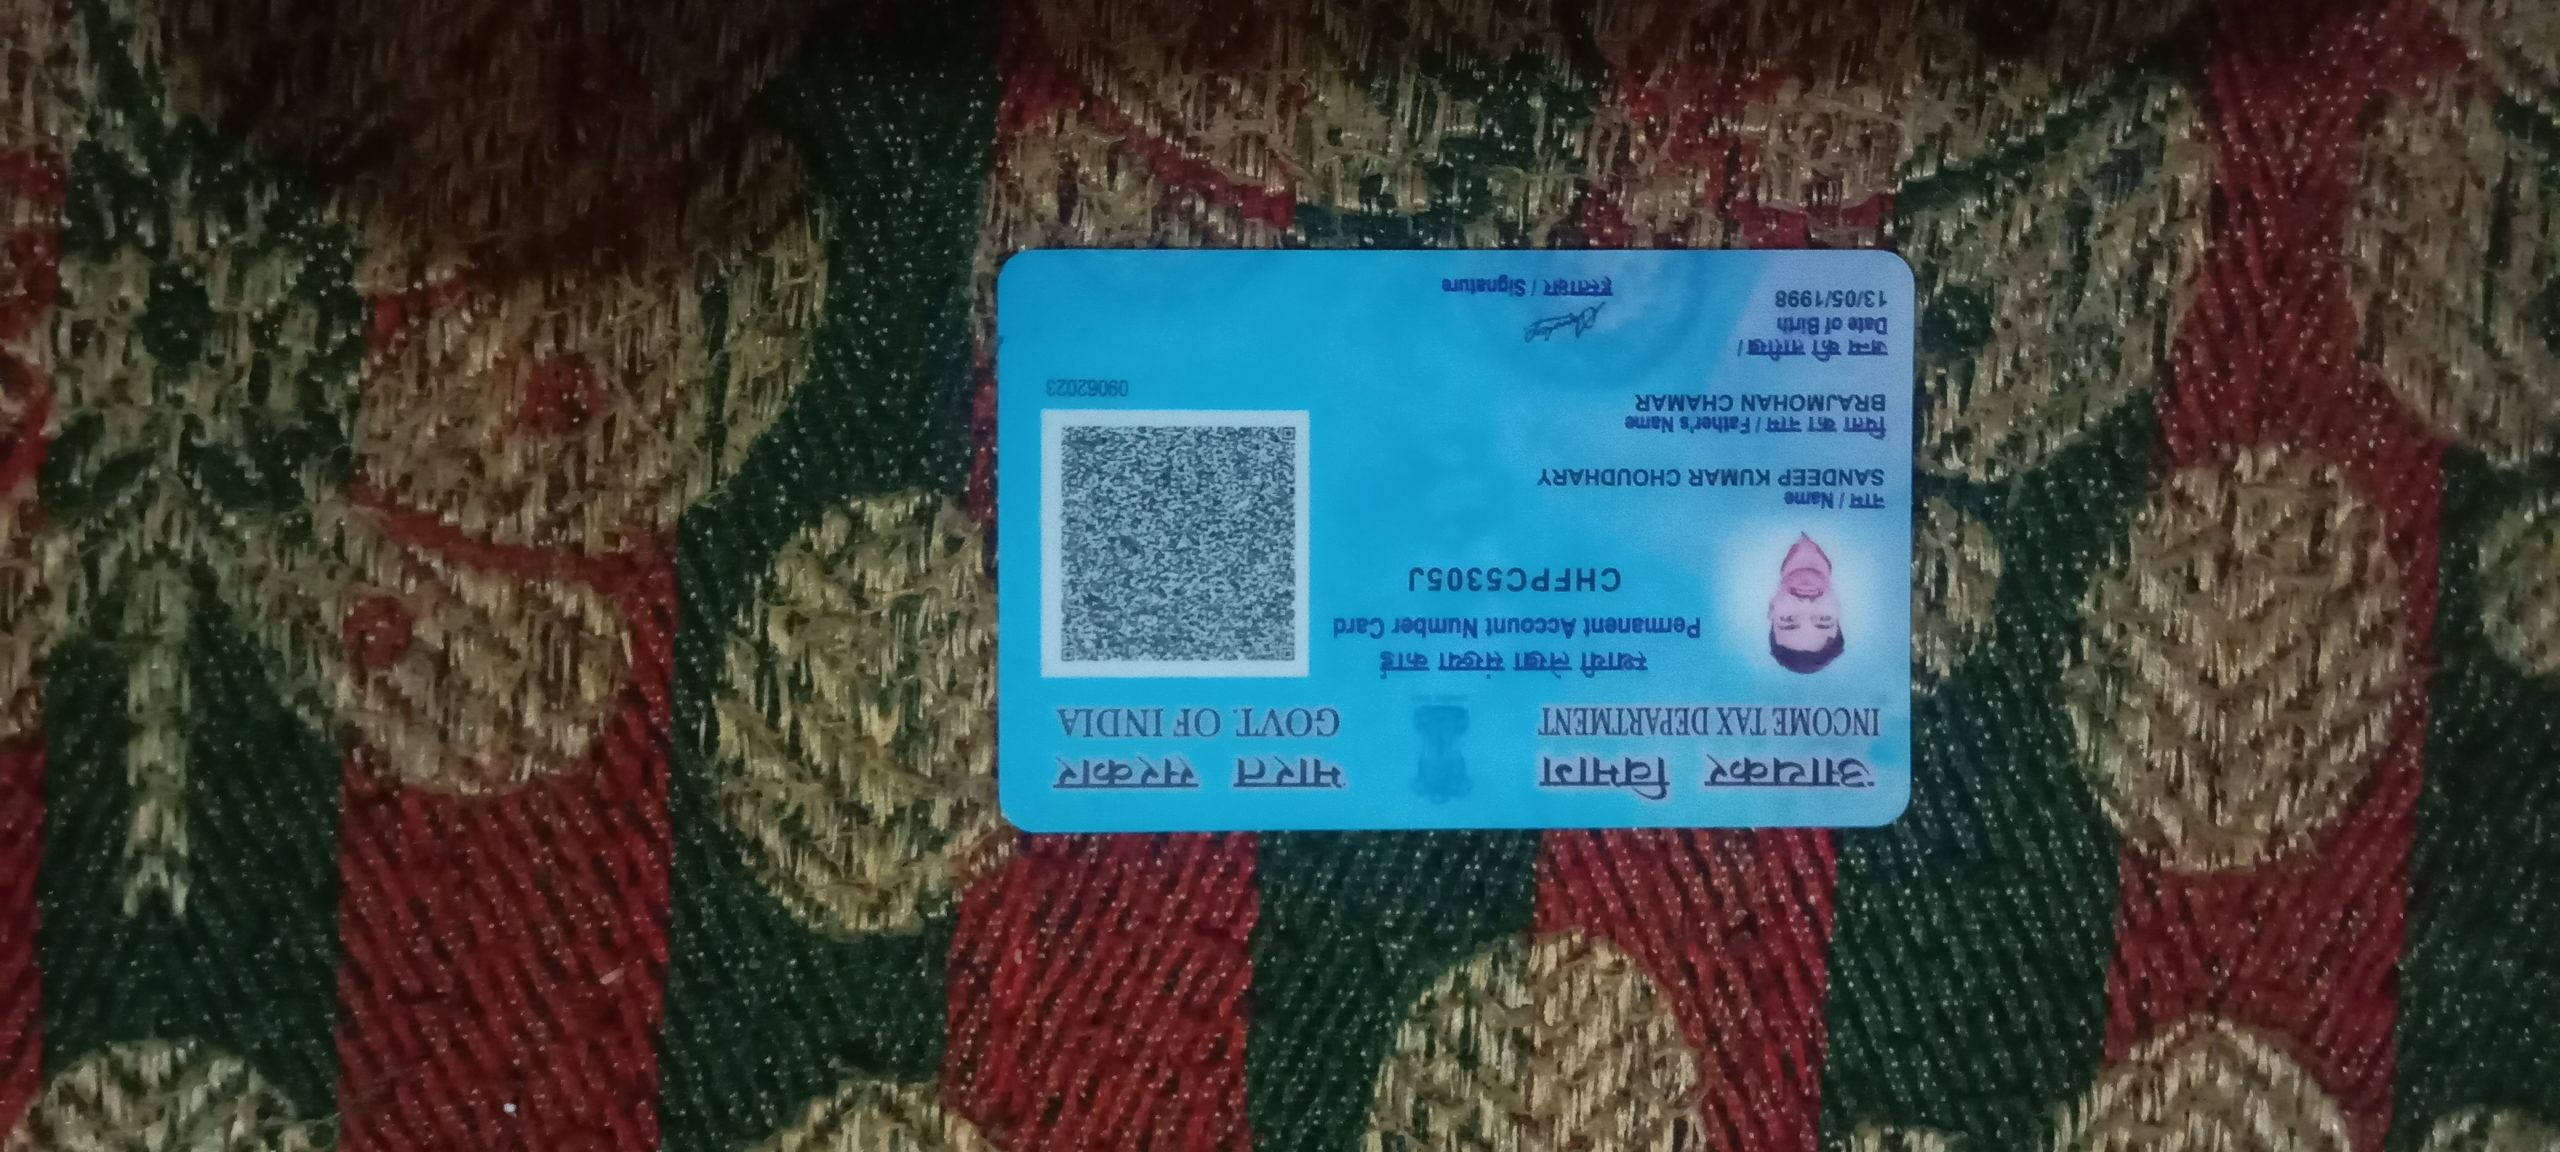 आयकर विभाग
INCOME TAX DEPARTMENT
भारत सरकार
GOVT. OF INDIA
स्थायी लेखा संख्या कार्ड
Permanent Account Number Card
CHFPC5305J
नाम / Name
SANDEEP KUMAR CHOUDHARY
पिता का नाम / Father's Name
BRAJMOHAN CHAMAR
जन्म की तारीख /
Date of Birth
13/05/1998
हस्ताक्षर / Signature
09062023